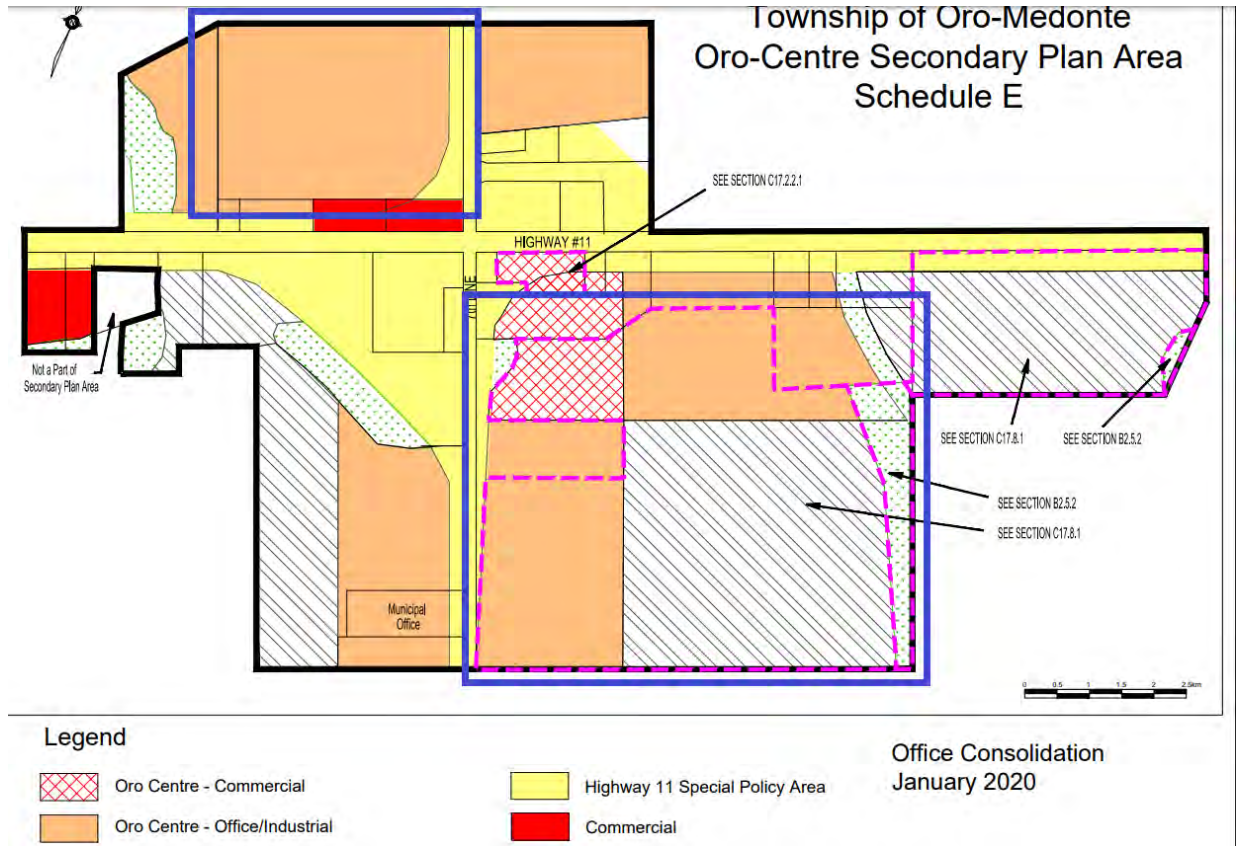 Township of Oro-Medonte
Oro-Centre Secondary Plan Area
Schedule E
SEE SECTION C17.2.2.1
HIGHWAY #11
Not a Part of
Secondary Plan Area
SEE SECTION C17.8.1
SEE SECTION B2.5.2
SEE SECTION B2.5.2
SEE SECTION C17.8.1
Municipal
Office
0 0.5 1 1.5 2 2.5km
Legend
Oro Centre - Commercial
Oro Centre - Office/Industrial
Highway 11 Special Policy Area
Commercial
Office Consolidation
January 2020